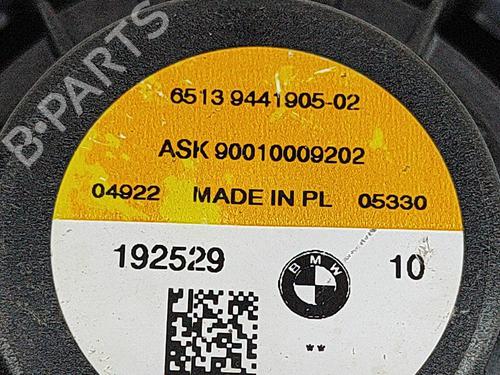 B-PARTS
6513 9441905-02
ASK 90010009202
04922 MADE IN PL 05330
192529 BMW 10
**